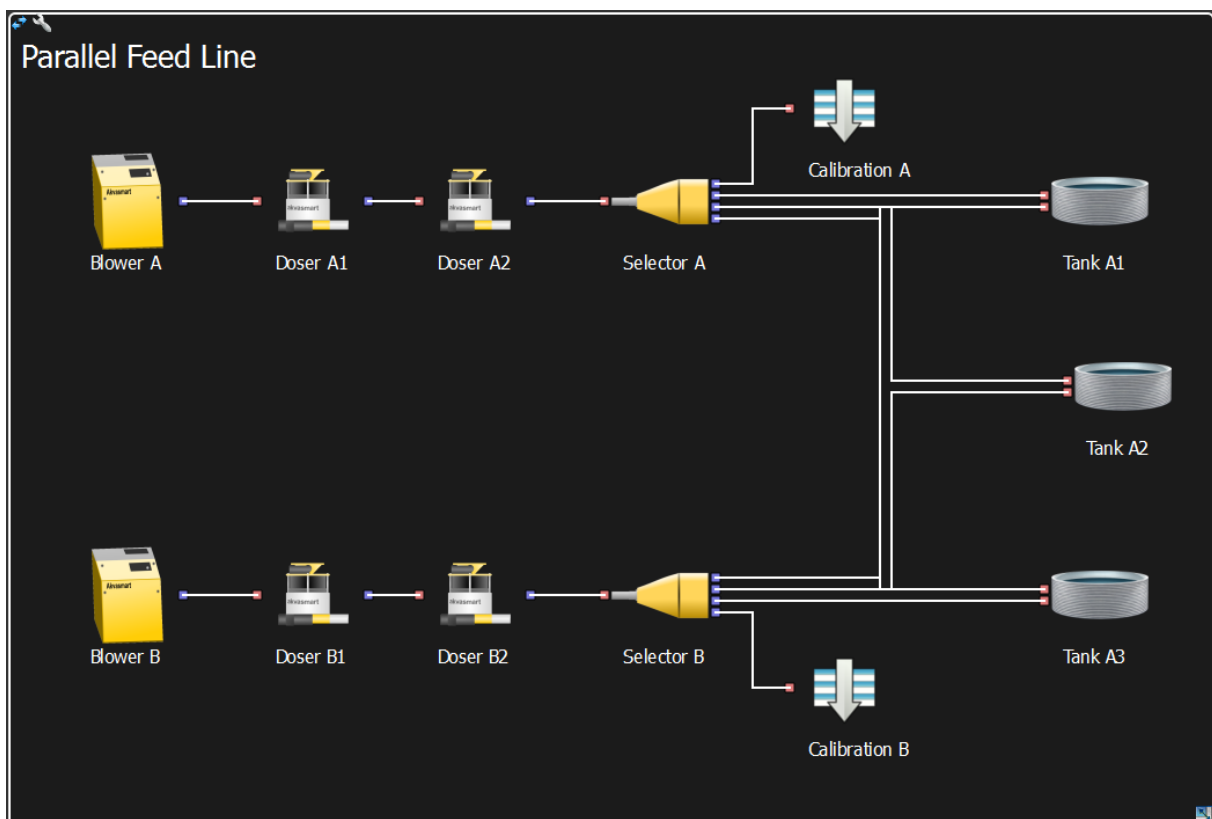 Parallel Feed Line
Calibration A
Blower A
Doser A1
Doser A2
Selector A
Tank A1
Tank A2
Blower B
Doser B1
Doser B2
Selector B
Tank A3
Calibration B